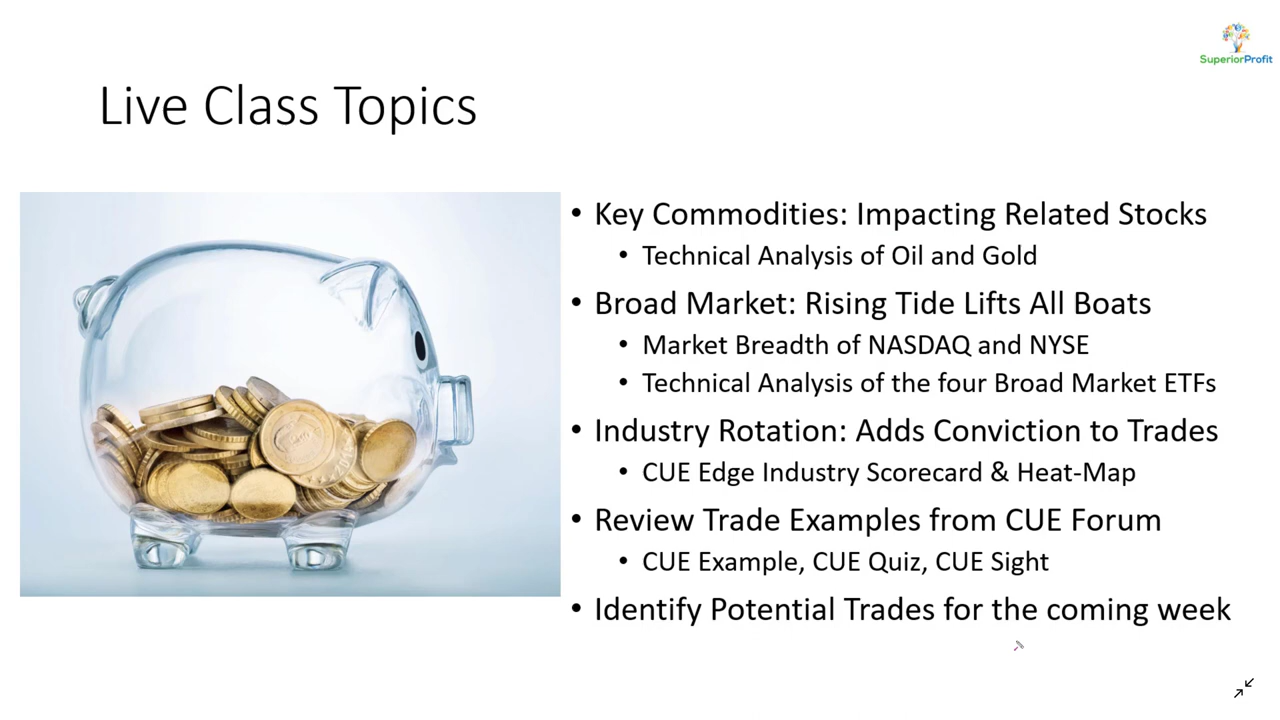 SuperiorProfit
Live Class Topics
• Key Commodities: Impacting Related Stocks
• Technical Analysis of Oil and Gold
• Broad Market: Rising Tide Lifts All Boats
• Market Breadth of NASDAQ and NYSE
• Technical Analysis of the four Broad Market ETFs
• Industry Rotation: Adds Conviction to Trades
• CUE Edge Industry Scorecard & Heat-Map
• Review Trade Examples from CUE Forum
• CUE Example, CUE Quiz, CUE Sight
• Identify Potential Trades for the coming week